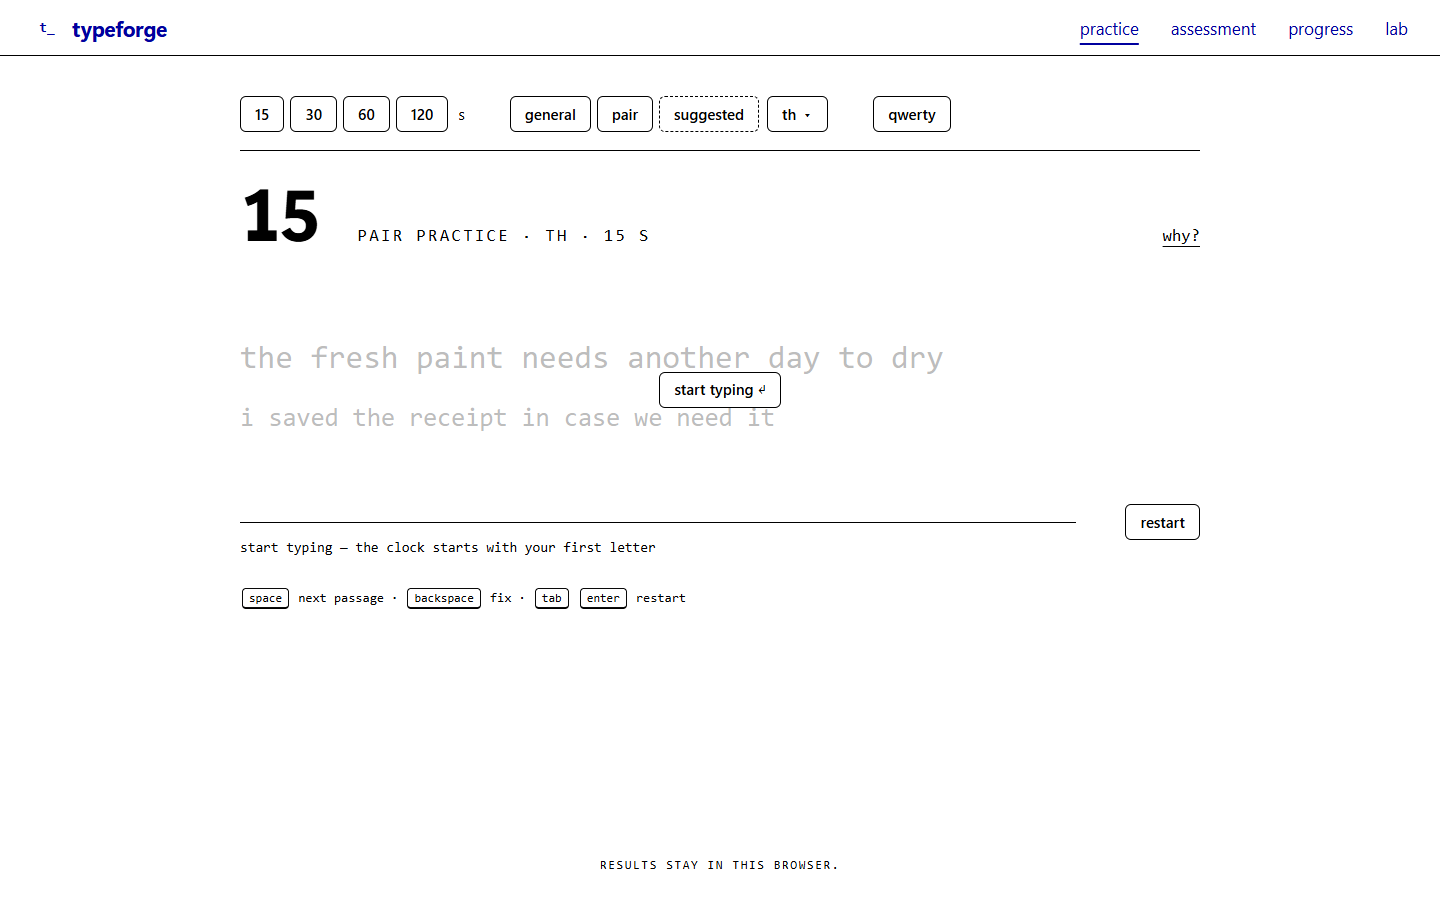 t_ typeforge practice assessment progress lab
15 30 60 120 s general pair suggested th qwerty
15 PAIR PRACTICE · TH · 15 S why?
the fresh paint needs another day to dry
start typing ↵
i saved the receipt in case we need it
restart
start typing — the clock starts with your first letter
space next passage · backspace fix · tab enter restart
RESULTS STAY IN THIS BROWSER.